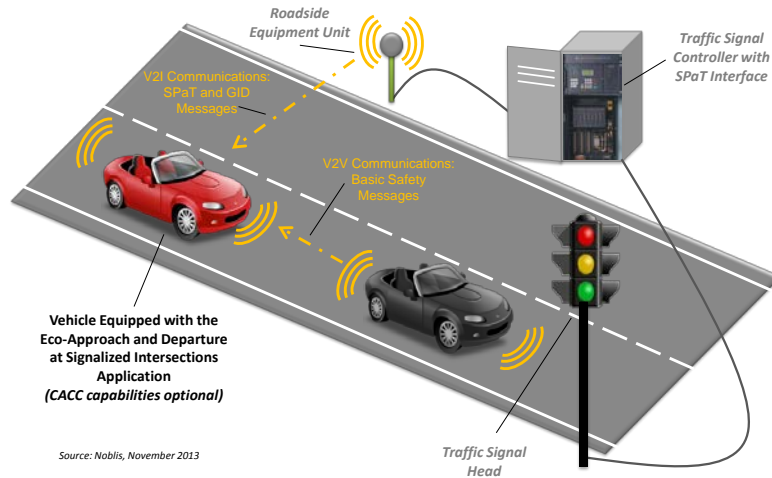 Roadside
Equipment Unit
Traffic Signal
Controller with
SPaT Interface
V2I Communications:
SPaT and GID
Messages
V2V Communications:
Basic Safety
Messages
Vehicle Equipped with the
Eco-Approach and Departure
at Signalized Intersections
Application
(CACC capabilities optional)
Traffic Signal
Head
Source: Noblis, November 2013